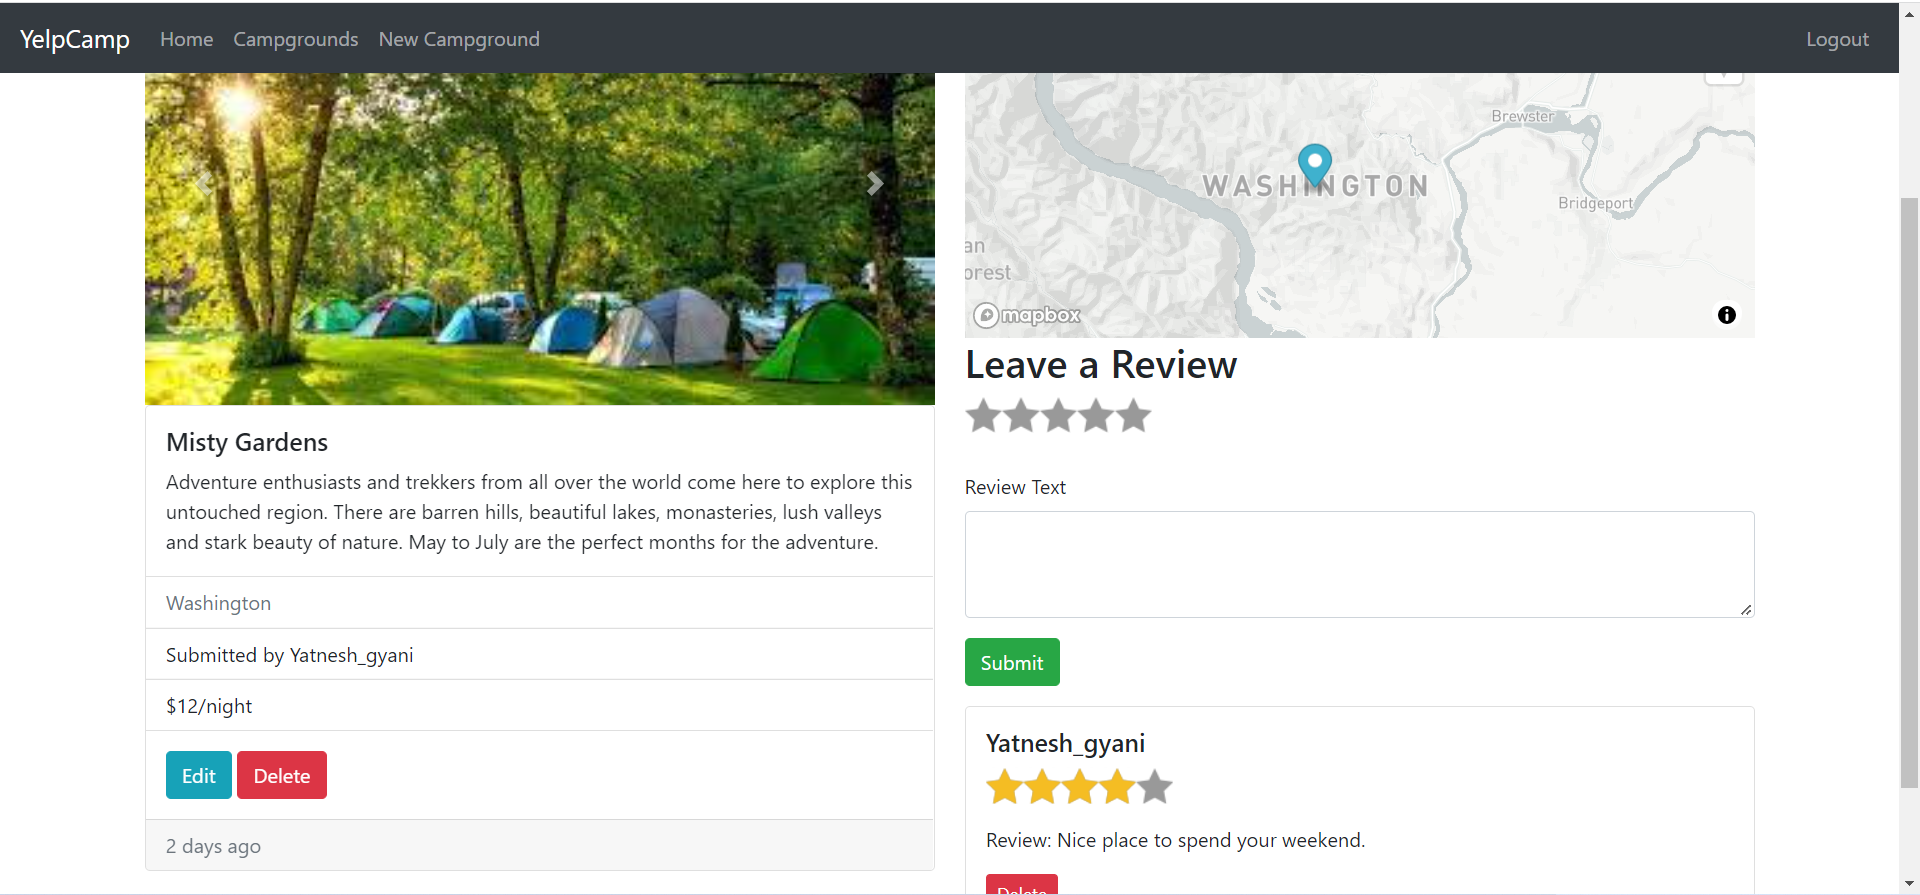 YelpCamp Home Campgrounds New Campground Logout
Misty Gardens
Adventure enthusiasts and trekkers from all over the world come here to explore this
untouched region. There are barren hills, beautiful lakes, monasteries, lush valleys
and stark beauty of nature. May to July are the perfect months for the adventure.
Washington
Submitted by Yatnesh_gyani
$12/night
Edit Delete
2 days ago
Brewster
WASHINGTON
Bridgeport
an
orest
mapbox
Leave a Review
Review Text
Submit
Yatnesh_gyani
Review: Nice place to spend your weekend.
Delete